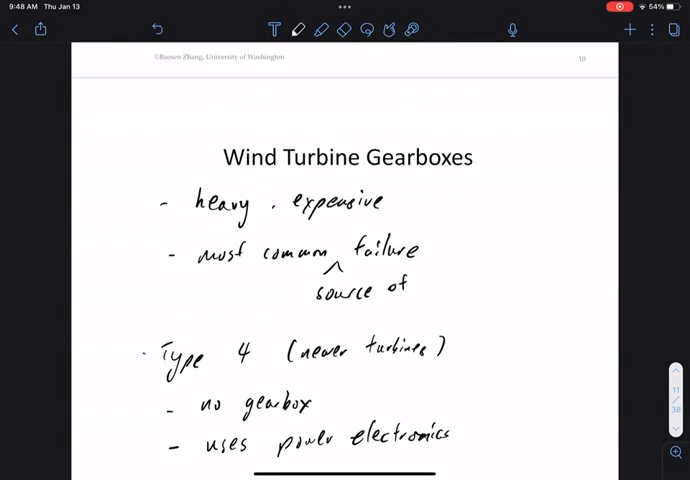 9:48 AM Thu Jan 13
54%
©Baosen Zhang, University of Washington
10
Wind Turbine Gearboxes
- heavy, expensive
- most common failure
source of
· Type 4 (newer turbines)
- no gearbox
- uses power electronics
11
/
38